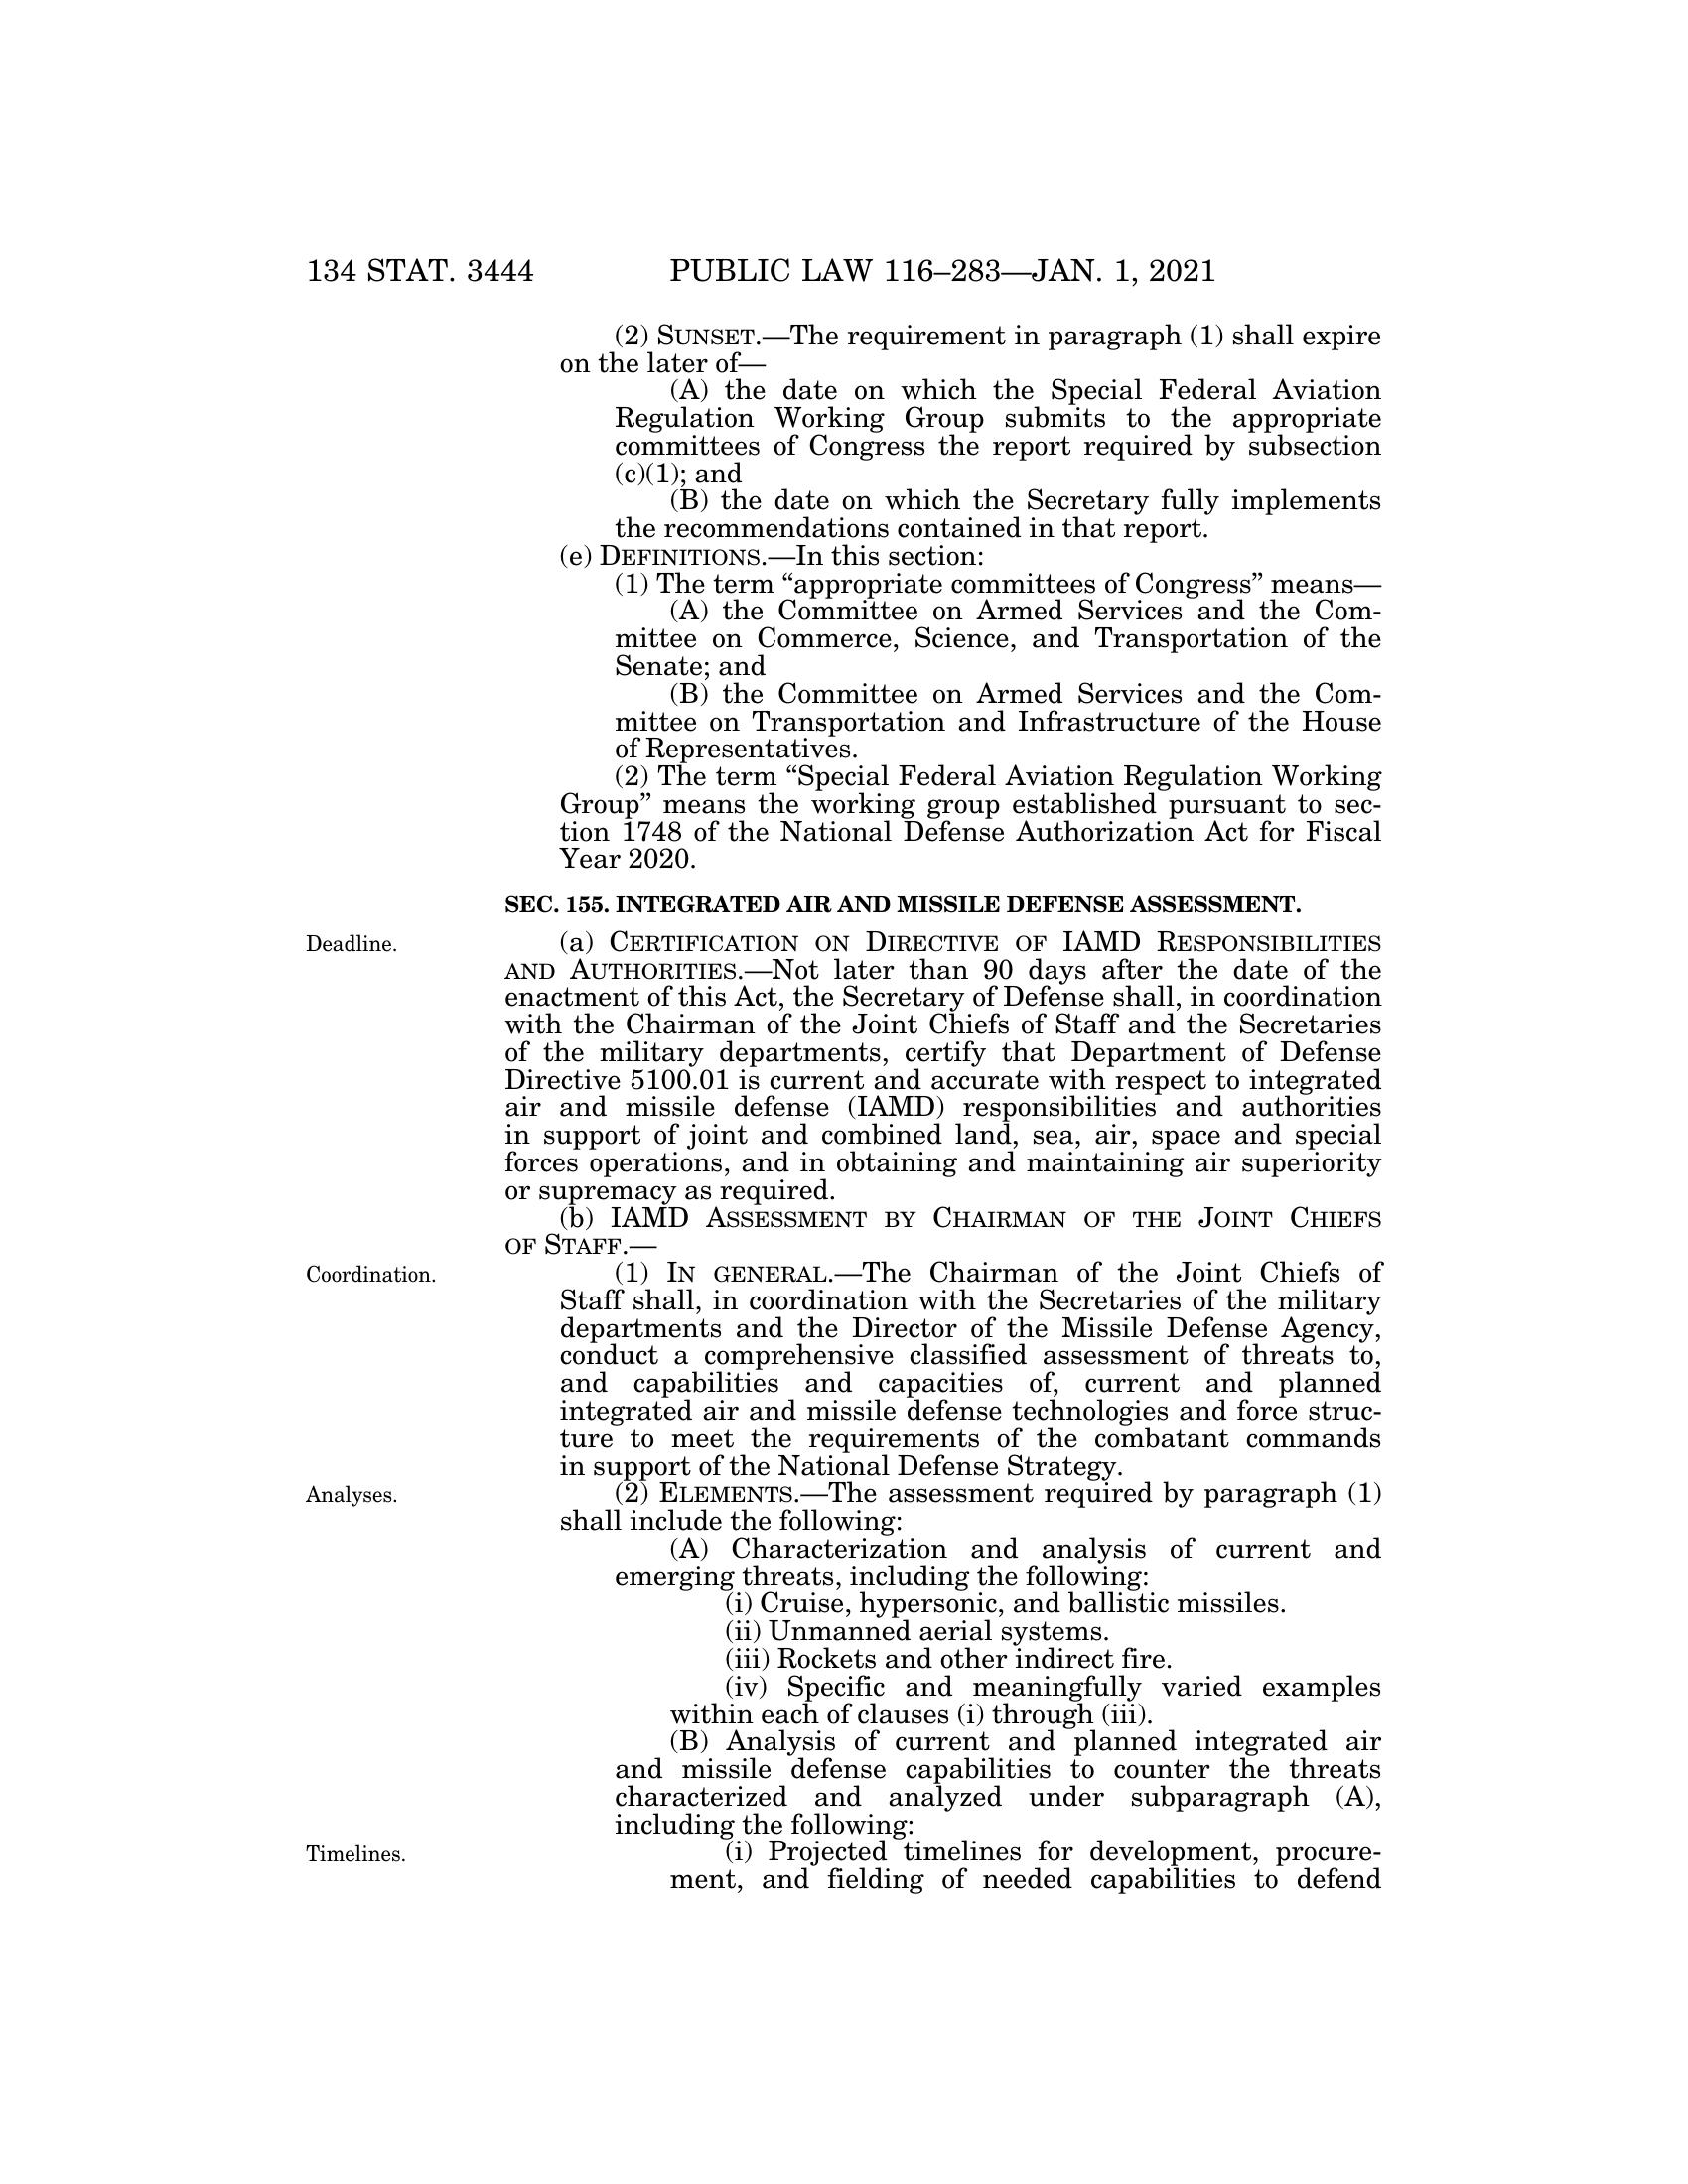 134 STAT. 3444 PUBLIC LAW 116–283—JAN. 1, 2021
(2) SUNSET.—The requirement in paragraph (1) shall expire
on the later of—
(A) the date on which the Special Federal Aviation
Regulation Working Group submits to the appropriate
committees of Congress the report required by subsection
(c)(1); and
(B) the date on which the Secretary fully implements
the recommendations contained in that report.
(e) DEFINITIONS.—In this section:
(1) The term “appropriate committees of Congress” means—
(A) the Committee on Armed Services and the Com-
mittee on Commerce, Science, and Transportation of the
Senate; and
(B) the Committee on Armed Services and the Com-
mittee on Transportation and Infrastructure of the House
of Representatives.
(2) The term “Special Federal Aviation Regulation Working
Group” means the working group established pursuant to sec-
tion 1748 of the National Defense Authorization Act for Fiscal
Year 2020.
SEC. 155. INTEGRATED AIR AND MISSILE DEFENSE ASSESSMENT.
Deadline. (a) CERTIFICATION ON DIRECTIVE OF IAMD RESPONSIBILITIES
AND AUTHORITIES.—Not later than 90 days after the date of the
enactment of this Act, the Secretary of Defense shall, in coordination
with the Chairman of the Joint Chiefs of Staff and the Secretaries
of the military departments, certify that Department of Defense
Directive 5100.01 is current and accurate with respect to integrated
air and missile defense (IAMD) responsibilities and authorities
in support of joint and combined land, sea, air, space and special
forces operations, and in obtaining and maintaining air superiority
or supremacy as required.
(b) IAMD ASSESSMENT BY CHAIRMAN OF THE JOINT CHIEFS
OF STAFF.—
Coordination. (1) IN GENERAL.—The Chairman of the Joint Chiefs of
Staff shall, in coordination with the Secretaries of the military
departments and the Director of the Missile Defense Agency,
conduct a comprehensive classified assessment of threats to,
and capabilities and capacities of, current and planned
integrated air and missile defense technologies and force struc-
ture to meet the requirements of the combatant commands
in support of the National Defense Strategy.
Analyses. (2) ELEMENTS.—The assessment required by paragraph (1)
shall include the following:
(A) Characterization and analysis of current and
emerging threats, including the following:
(i) Cruise, hypersonic, and ballistic missiles.
(ii) Unmanned aerial systems.
(iii) Rockets and other indirect fire.
(iv) Specific and meaningfully varied examples
within each of clauses (i) through (iii).
(B) Analysis of current and planned integrated air
and missile defense capabilities to counter the threats
characterized and analyzed under subparagraph (A),
including the following:
Timelines. (i) Projected timelines for development, procure-
ment, and fielding of needed capabilities to defend